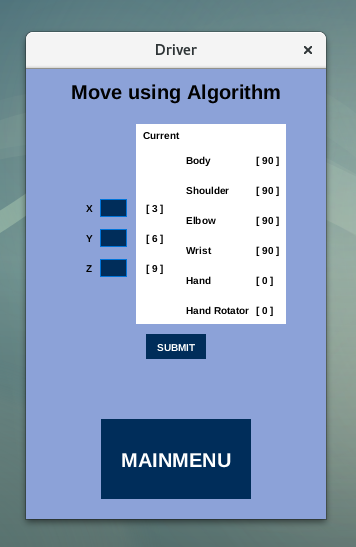 Driver ×
Move using Algorithm
Current
Body [ 90 ]
Shoulder [ 90 ]
X [ 3 ]
Elbow [ 90 ]
Y [ 6 ]
Wrist [ 90 ]
Z [ 9 ]
Hand [ 0 ]
Hand Rotator [ 0 ]
SUBMIT
MAINMENU